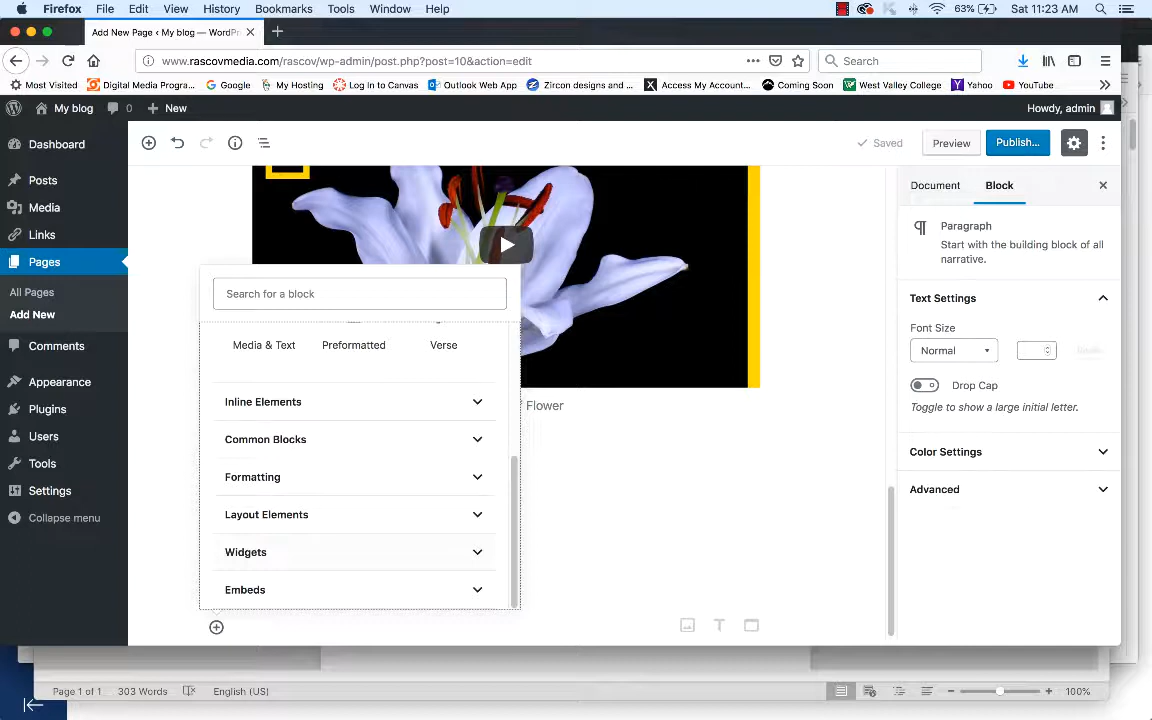 Firefox File Edit View History Bookmarks Tools Window Help 63% Sat 11:23 AM
Add New Page ‹ My blog — WordPr
www.rascovmedia.com/rascov/wp-admin/post.php?post=10&action=edit Search
Most Visited Digital Media Progra... Google My Hosting Log In to Canvas Outlook Web App Zircon designs and ... Access My Account... Coming Soon West Valley College Yahoo YouTube
My blog 0 New Howdy, admin
Dashboard
Posts
Media
Links
Pages
All Pages
Add New
Comments
Appearance
Plugins
Users
Tools
Settings
Collapse menu
Saved Preview Publish...
Search for a block
Media & Text Preformatted Verse
Inline Elements
Common Blocks
Formatting
Layout Elements
Widgets
Embeds
Flower
Document Block
Paragraph
Start with the building block of all
narrative.
Text Settings
Font Size
Normal
Drop Cap
Toggle to show a large initial letter.
Color Settings
Advanced
Page 1 of 1 303 Words English (US) 100%